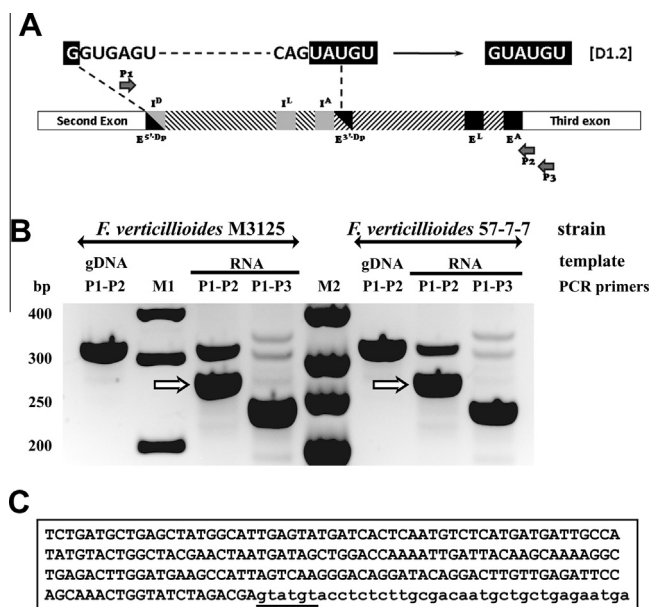 A
GGUGAGU CAGUAUGU GUAUGU [D1.2]
P1
I^D I^L I^A
Second Exon Third exon
E^5'-Dp E^3'-Dp E^L E^A
P2
P3
B
F. verticillioides M3125 F. verticillioides 57-7-7 strain
gDNA RNA gDNA RNA template
bp P1-P2 M1 P1-P2 P1-P3 M2 P1-P2 P1-P2 P1-P3 PCR primers
400
300
250
200
C
TCTGATGCTGAGCTATGGCATTGAGTATGATCACTCAATGTCTCATGATGATTGCCA
TATGTACTGGCTACGAACTAATGATAGCTGGACCAAAATTGATTACAAGCAAAAGGC
TGAGACTTGGATGAAGCCATTAGTCAAGGGACAGGATATAGGACTTGTTGAGATTCC
AGCAAACTGGTATCTAGACGAgtatgtacctctcttgcgacaatgctgctgagaatga